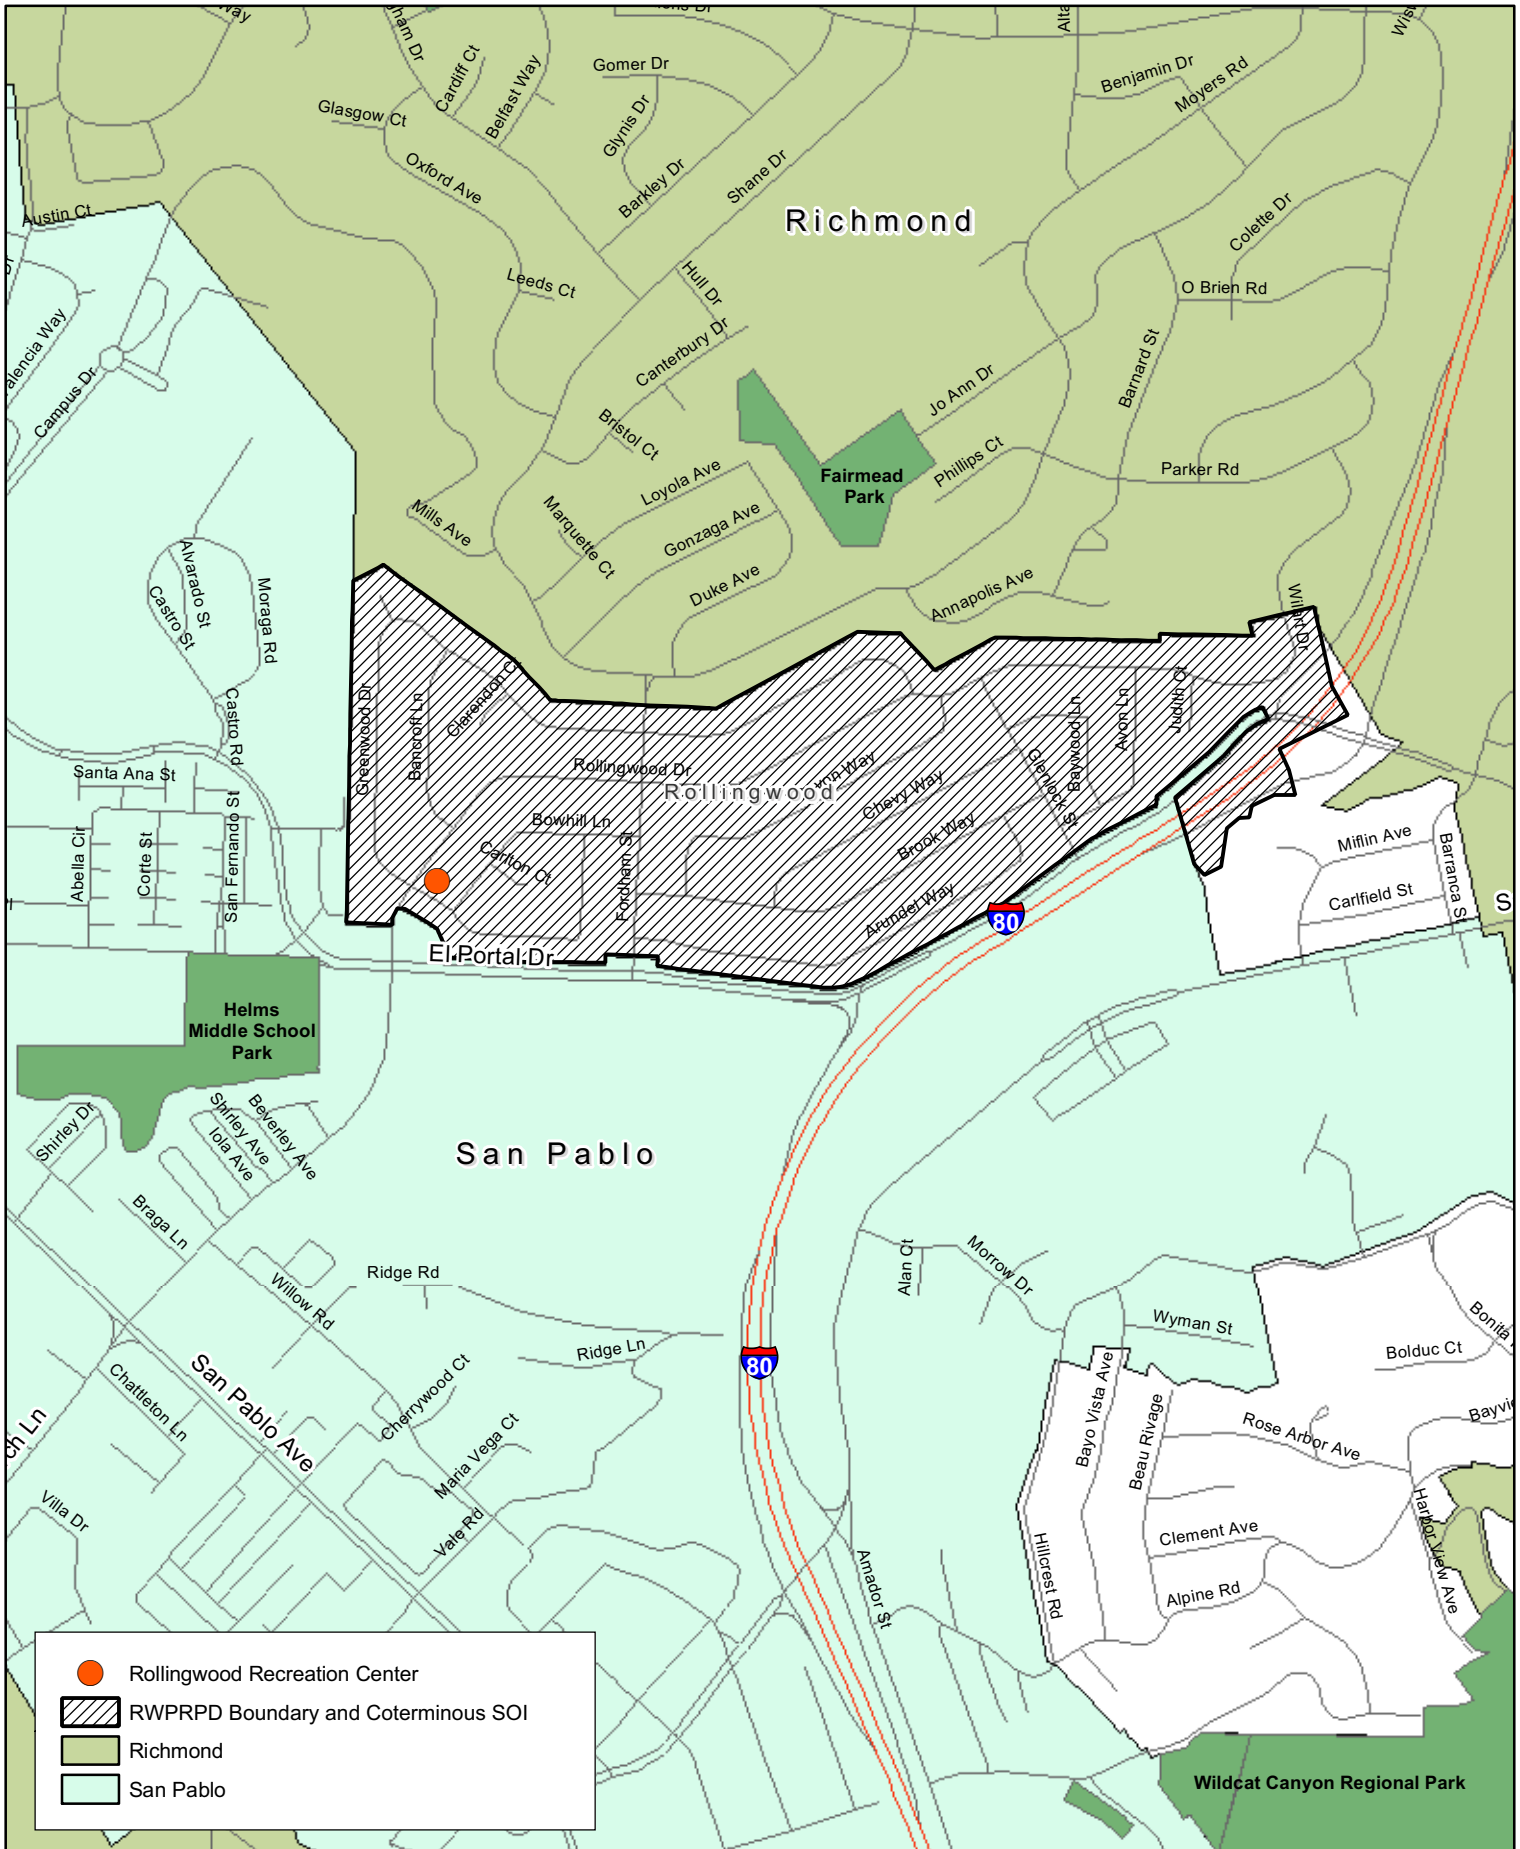 Way
Alta
Cardiff Ct
Belfast Way
Gomer Dr
Glynis Dr
Benjamin Dr
Moyers Rd
Glasgow Ct
Oxford Ave
Barkley Dr
Shane Dr
Richmond
Colette Dr
Austin Ct
Leeds Ct
Hull Dr
O Brien Rd
Canterbury Dr
Campus Dr
Bristol Ct
Jo Ann Dr
Barnard St
Fairmead
Park
Phillips Ct
Parker Rd
Loyola Ave
Mills Ave
Marquette Ct
Gonzaga Ave
Duke Ave
Annapolis Ave
Alvarado St
Castro St
Moraga Rd
Castro Rd
Greenwood Dr
Bancroft Ln
Clarendon Ct
Rollingwood Dr
Rollingwood
Chevy Way
Glenlock St
Baywood Ln
Avon Ln
Judith Ct
Santa Ana St
Abella Cir
Corte St
San Fernando St
Bowhill Ln
Carlton Ct
Fordham St
Brook Way
Arundel Way
80
Miflin Ave
Carlfield St
Barranca St
S
El Portal Dr
Helms
Middle School
Park
Shirley Dr
Shirley Ave
Iola Ave
Beverley Ave
San Pablo
Braga Ln
Willow Rd
Ridge Rd
Ridge Ln
Alan Ct
Morrow Dr
Wyman St
80
Bolduc Ct
Bonita
San Pablo Ave
Chattleton Ln
ch Ln
Cherrywood Ct
Maria Vega Ct
Vale Rd
Villa Dr
Bayo Vista Ave
Beau Rivage
Rose Arbor Ave
Harbor View Ave
Clement Ave
Alpine Rd
Hillcrest Rd
Amador St
Wildcat Canyon Regional Park
Rollingwood Recreation Center
RWPRPD Boundary and Coterminous SOI
Richmond
San Pablo